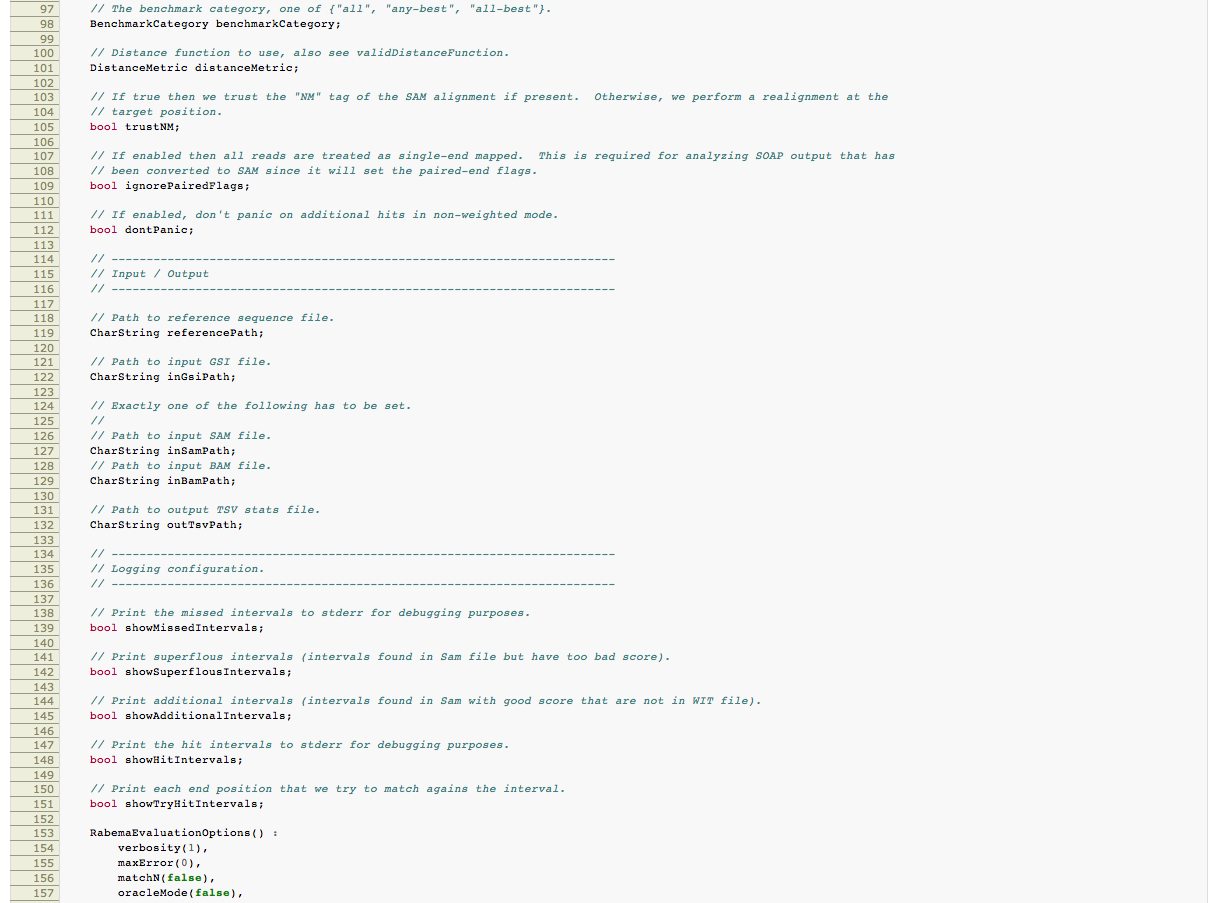 97 // The benchmark category, one of {"all", "any-best", "all-best"}.
98 BenchmarkCategory benchmarkCategory;
99
100 // Distance function to use, also see validDistanceFunction.
101 DistanceMetric distanceMetric;
102
103 // If true then we trust the "NM" tag of the SAM alignment if present.  Otherwise, we perform a realignment at the
104 // target position.
105 bool trustNM;
106
107 // If enabled then all reads are treated as single-end mapped.  This is required for analyzing SOAP output that has
108 // been converted to SAM since it will set the paired-end flags.
109 bool ignorePairedFlags;
110
111 // If enabled, don't panic on additional hits in non-weighted mode.
112 bool dontPanic;
113
114 // ------------------------------------------------------------------------
115 // Input / Output
116 // ------------------------------------------------------------------------
117
118 // Path to reference sequence file.
119 CharString referencePath;
120
121 // Path to input GSI file.
122 CharString inGsiPath;
123
124 // Exactly one of the following has to be set.
125 //
126 // Path to input SAM file.
127 CharString inSamPath;
128 // Path to input BAM file.
129 CharString inBamPath;
130
131 // Path to output TSV stats file.
132 CharString outTsvPath;
133
134 // ------------------------------------------------------------------------
135 // Logging configuration.
136 // ------------------------------------------------------------------------
137
138 // Print the missed intervals to stderr for debugging purposes.
139 bool showMissedIntervals;
140
141 // Print superflous intervals (intervals found in Sam file but have too bad score).
142 bool showSuperflousIntervals;
143
144 // Print additional intervals (intervals found in Sam with good score that are not in WIT file).
145 bool showAdditionalIntervals;
146
147 // Print the hit intervals to stderr for debugging purposes.
148 bool showHitIntervals;
149
150 // Print each end position that we try to match agains the interval.
151 bool showTryHitIntervals;
152
153 RabemaEvaluationOptions() :
154 verbosity(1),
155 maxError(0),
156 matchN(false),
157 oracleMode(false),